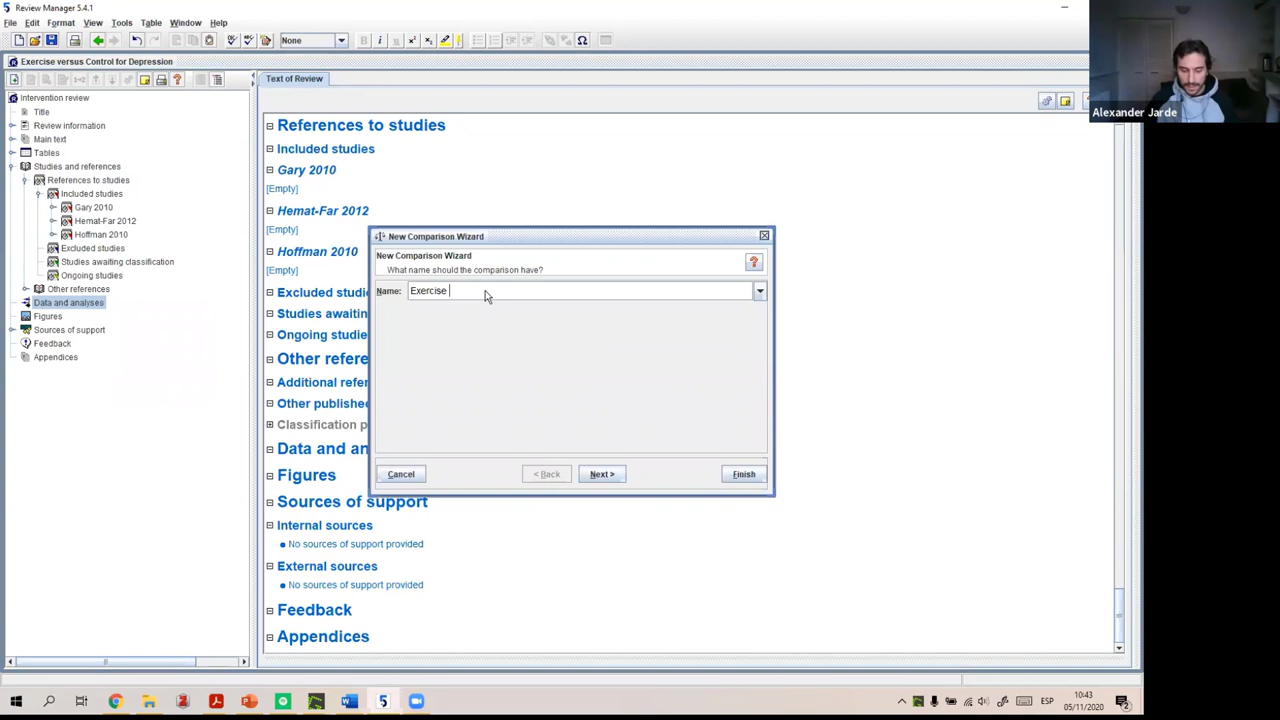 Review Manager 5.4.1
File Edit Format View Tools Table Window Help
None
B I U x² x₂
Exercise versus Control for Depression
Text of Review
Intervention review
Title
Review information
Main text
Tables
Studies and references
References to studies
Included studies
Gary 2010
Hemat-Far 2012
Hoffman 2010
Excluded studies
Studies awaiting classification
Ongoing studies
Other references
Data and analyses
Figures
Sources of support
Feedback
Appendices
References to studies
Included studies
Gary 2010
[Empty]
Hemat-Far 2012
[Empty]
Hoffman 2010
[Empty]
Excluded studi
Studies awaitin
Ongoing studie
Other refere
Additional refer
Other published
Classification p
Data and an
Figures
Sources of support
Internal sources
No sources of support provided
External sources
No sources of support provided
Feedback
Appendices
New Comparison Wizard
New Comparison Wizard
What name should the comparison have?
Name: Exercise
Cancel < Back Next > Finish
Alexander Jarde
ESP
10:43
05/11/2020